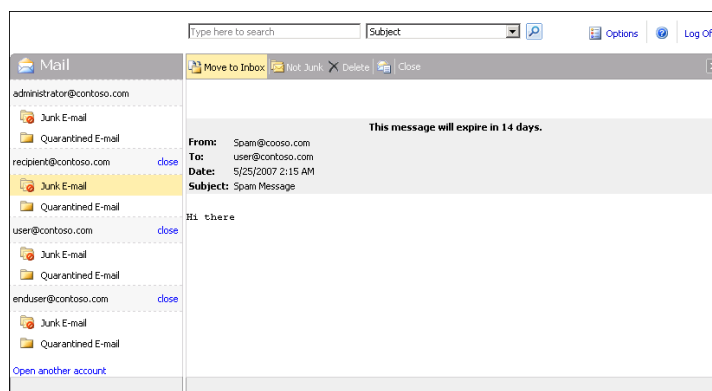 Type here to search
Subject
Options
Log Of
Mail
Move to Inbox Not Junk Delete Close
administrator@contoso.com
Junk E-mail
Quarantined E-mail
recipient@contoso.com close
Junk E-mail
Quarantined E-mail
user@contoso.com close
Junk E-mail
Quarantined E-mail
enduser@contoso.com close
Junk E-mail
Quarantined E-mail
Open another account
This message will expire in 14 days.
From: Spam@cooso.com
To: user@contoso.com
Date: 5/25/2007 2:15 AM
Subject: Spam Message
Hi there